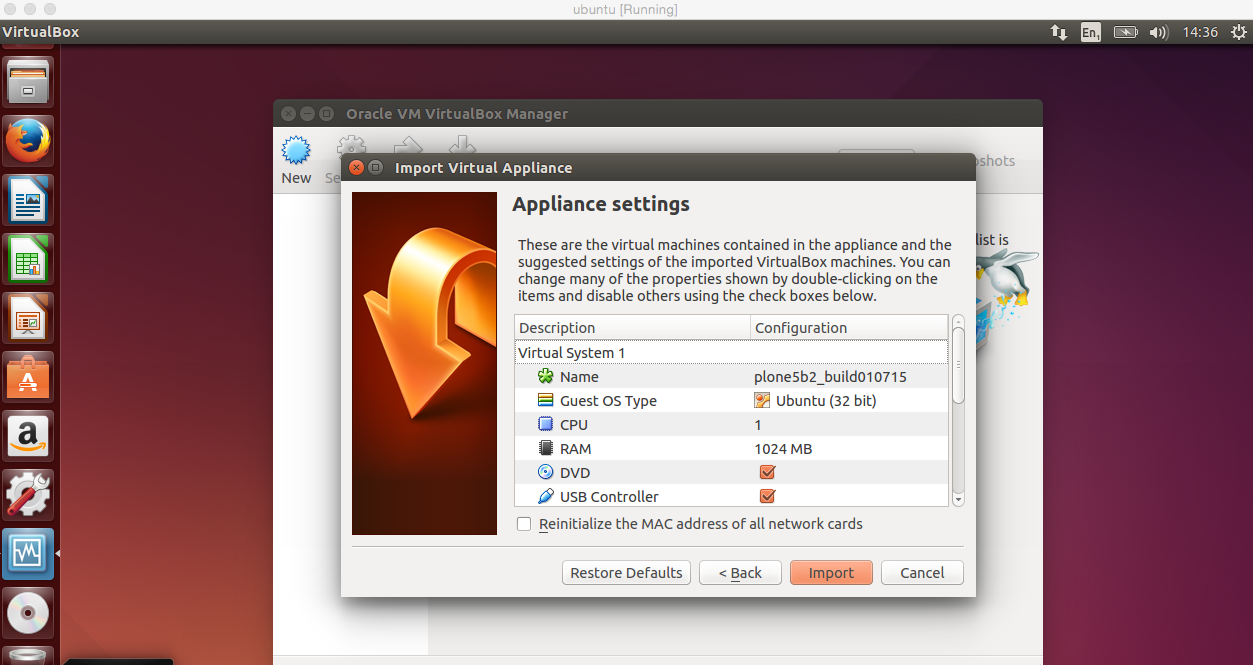 ubuntu [Running]
VirtualBox
En1
14:36
Oracle VM VirtualBox Manager
New
Se
shots
list is
Import Virtual Appliance
Appliance settings
These are the virtual machines contained in the appliance and the
suggested settings of the imported VirtualBox machines. You can
change many of the properties shown by double-clicking on the
items and disable others using the check boxes below.
Description Configuration
Virtual System 1
Name plone5b2_build010715
Guest OS Type Ubuntu (32 bit)
CPU 1
RAM 1024 MB
DVD
USB Controller
Reinitialize the MAC address of all network cards
Restore Defaults < Back Import Cancel